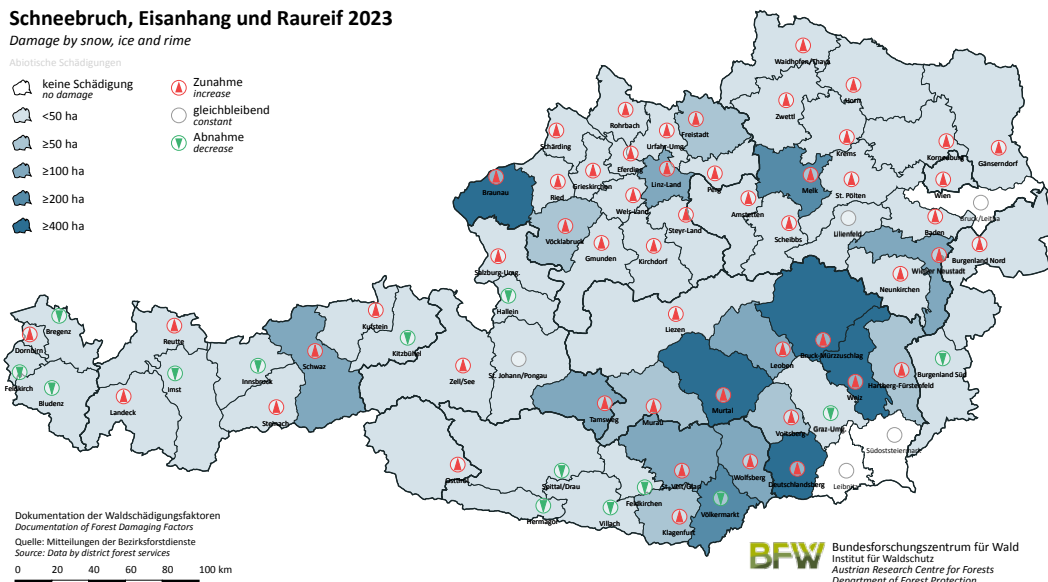 Schneebruch, Eisanhang und Raureif 2023
Damage by snow, ice and rime
Abiotische Schädigungen
keine Schädigung
no damage
<50 ha
≥50 ha
≥100 ha
≥200 ha
≥400 ha
Zunahme
increase
gleichbleibend
constant
Abnahme
decrease
Waidhofen/Thaya
Horn
Zwettl
Rohrbach
Freistadt
Schärding
Urfahr-Umg.
Krems
Korneuburg
Gänserndorf
Eferding
Grieskirchen
Linz-Land
Perg
Melk
St. Pölten
Wien
Braunau
Ried
Wels-Land
Amstetten
Bruck/Leitha
Steyr-Land
Scheibbs
Lilienfeld
Baden
Vöcklabruck
Gmunden
Kirchdorf
Burgenland Nord
Salzburg-Umg.
Wiener Neustadt
Neunkirchen
Hallein
Liezen
Kufstein
Bregenz
Dornbirn
Reutte
Kitzbühel
Bruck-Mürzzuschlag
Schwaz
Zell/See
St. Johann/Pongau
Leoben
Feldkirch
Bludenz
Imst
Innsbruck
Hartberg-Fürstenfeld
Burgenland Süd
Landeck
Steinach
Murtal
Weiz
Tamsweg
Murau
Voitsberg
Graz-Umg.
Südoststeiermark
Osttirol
Spittal/Drau
St. Veit/Glan
Wolfsberg
Deutschlandsberg
Leibnitz
Feldkirchen
Hermagor
Villach
Klagenfurt
Völkermarkt
Dokumentation der Waldschädigungsfaktoren
Documentation of Forest Damaging Factors
Quelle: Mitteilungen der Bezirksforstdienste
Source: Data by district forest services
0 20 40 60 80 100 km
BFW
Bundesforschungszentrum für Wald
Institut für Waldschutz
Austrian Research Centre for Forests
Department of Forest Protection